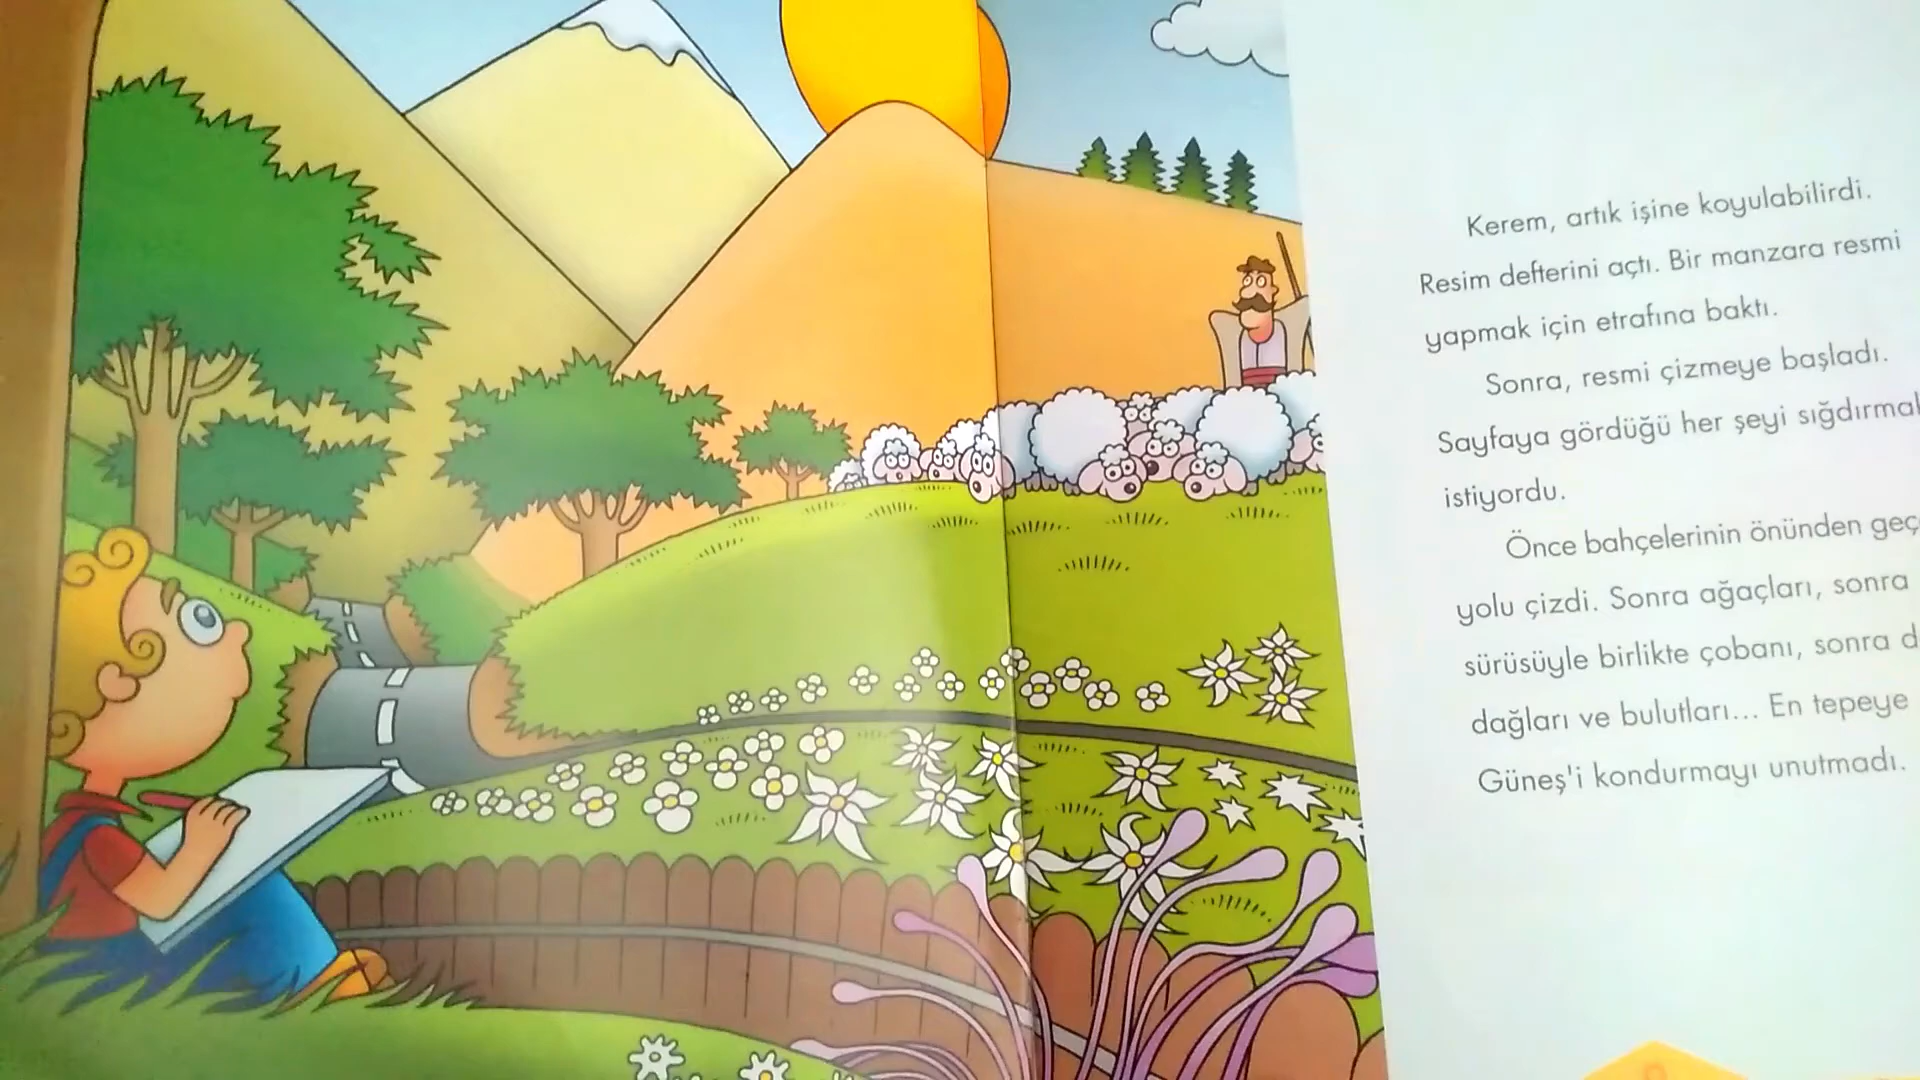 Kerem, artık işine koyulabilirdi.
Resim defterini açtı. Bir manzara resmi
yapmak için etrafına baktı.
Sonra, resmi çizmeye başladı.
Sayfaya gördüğü her şeyi
istiyordu.
Önce bahçelerinin önünden
yolu çizdi. Sonra ağaçları, sonra
sürüsüyle birlikte çobanı, sonra
dağları ve bulutları... En tepeye
Güneş'i kondurmayı unutmadı.